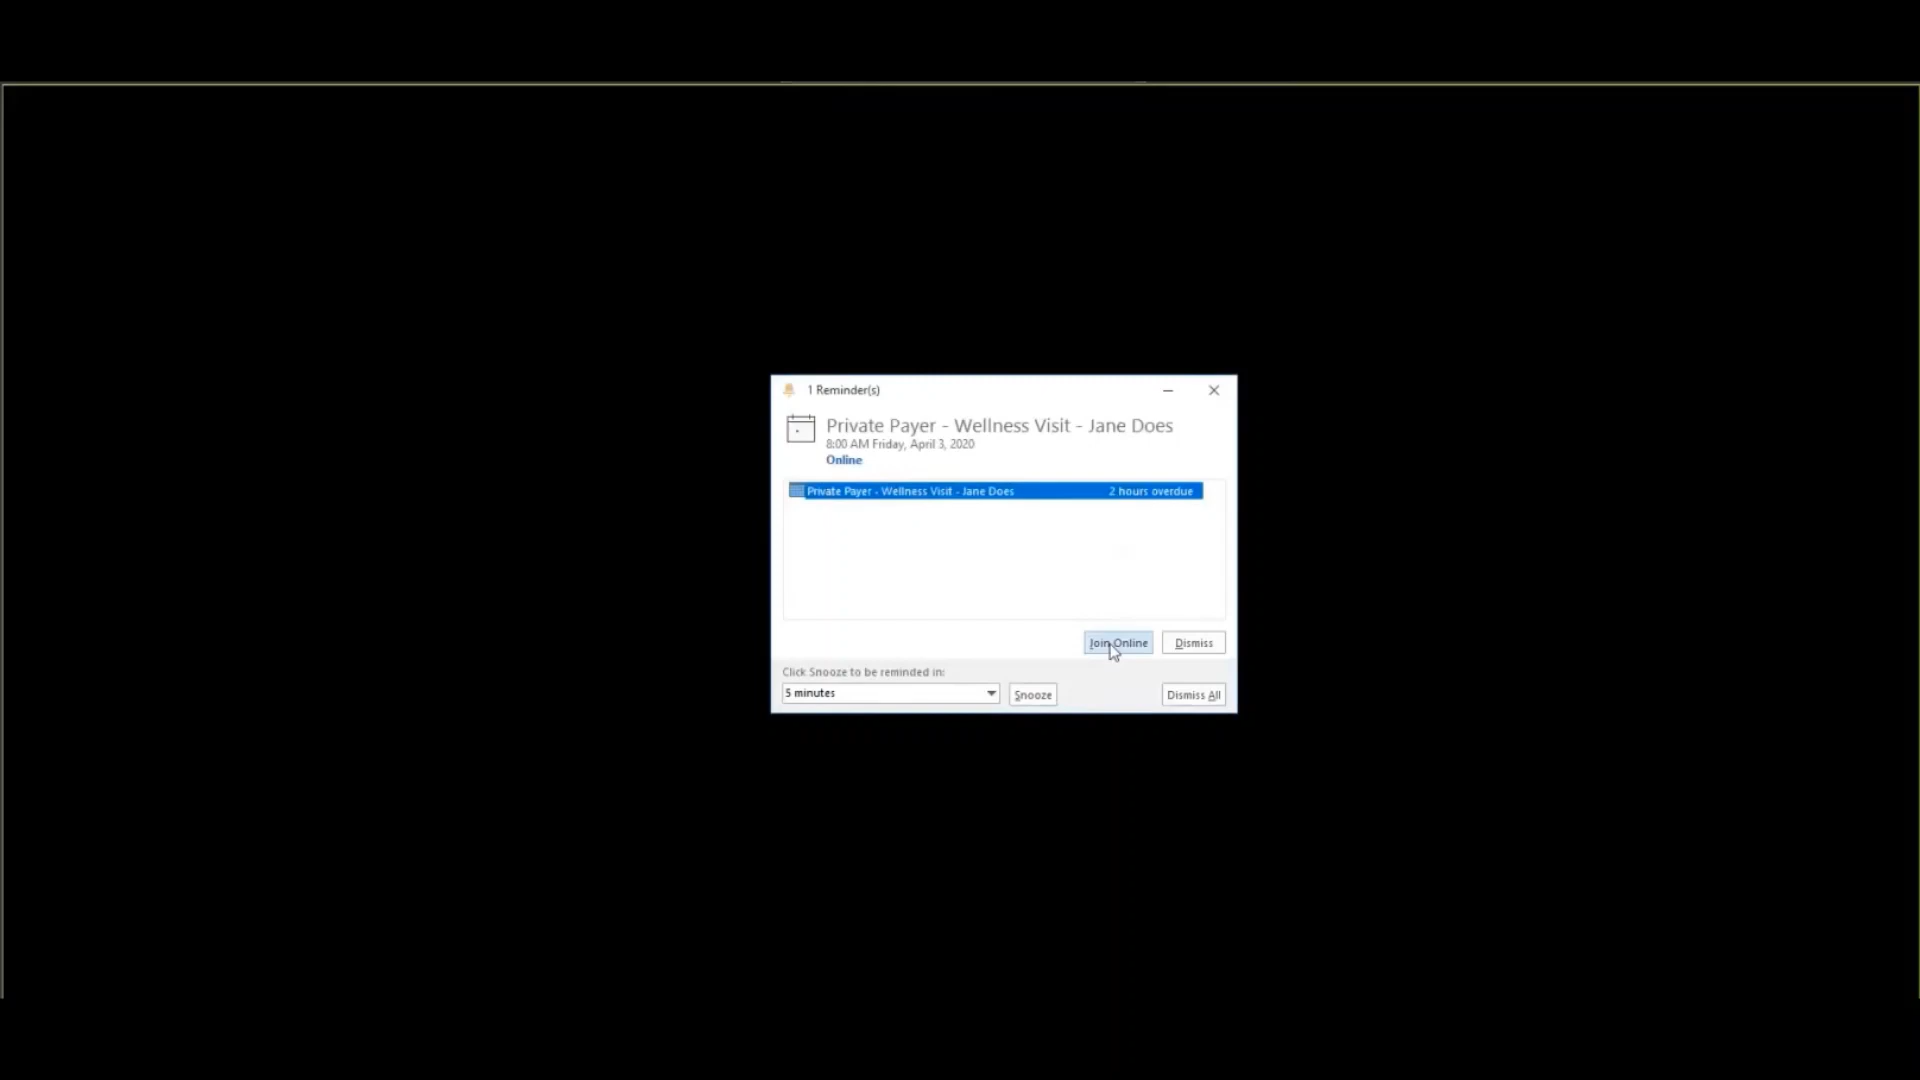 1 Reminder(s)
Private Payer - Wellness Visit - Jane Does
8:00 AM Friday, April 3, 2020
Online
Private Payer - Wellness Visit - Jane Does 2 hours overdue
Join Online Dismiss
Click Snooze to be reminded in:
5 minutes Snooze Dismiss All